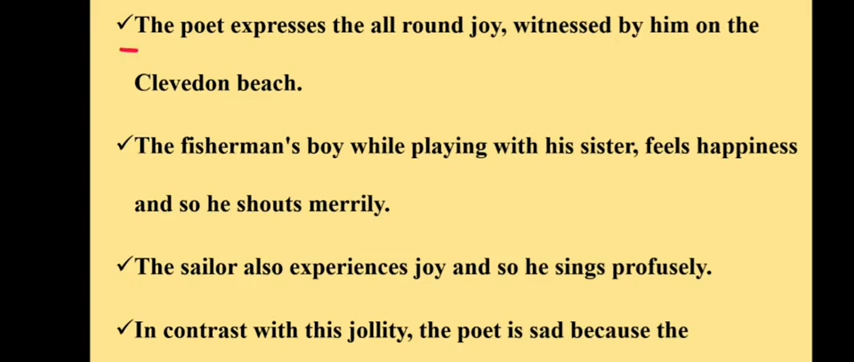 ✓The poet expresses the all round joy, witnessed by him on the
Clevedon beach.
✓The fisherman's boy while playing with his sister, feels happiness
and so he shouts merrily.
✓The sailor also experiences joy and so he sings profusely.
✓In contrast with this jollity, the poet is sad because the